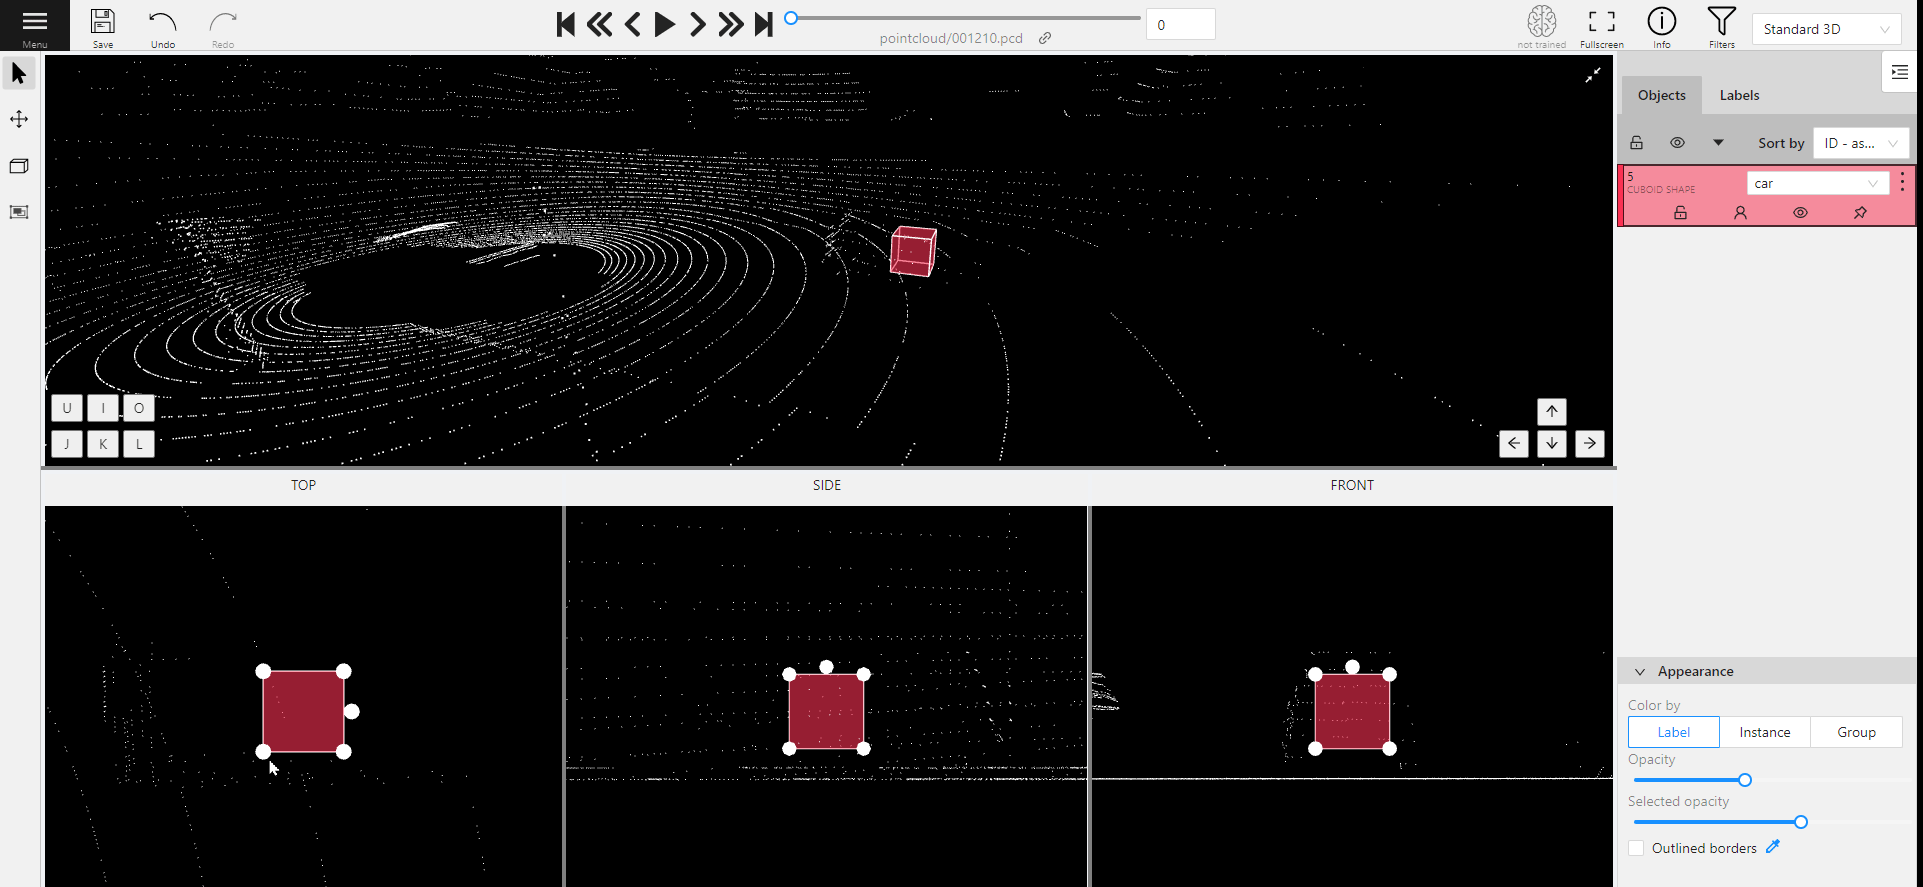 Menu
Save
Undo
Redo
pointcloud/001210.pcd
0
not trained
Fullscreen
Info
Filters
Standard 3D
Objects
Labels
Sort by
ID - as...
5
CUBOID SHAPE
car
U I O
J K L
TOP
SIDE
FRONT
Appearance
Color by
Label
Instance
Group
Opacity
Selected opacity
Outlined borders